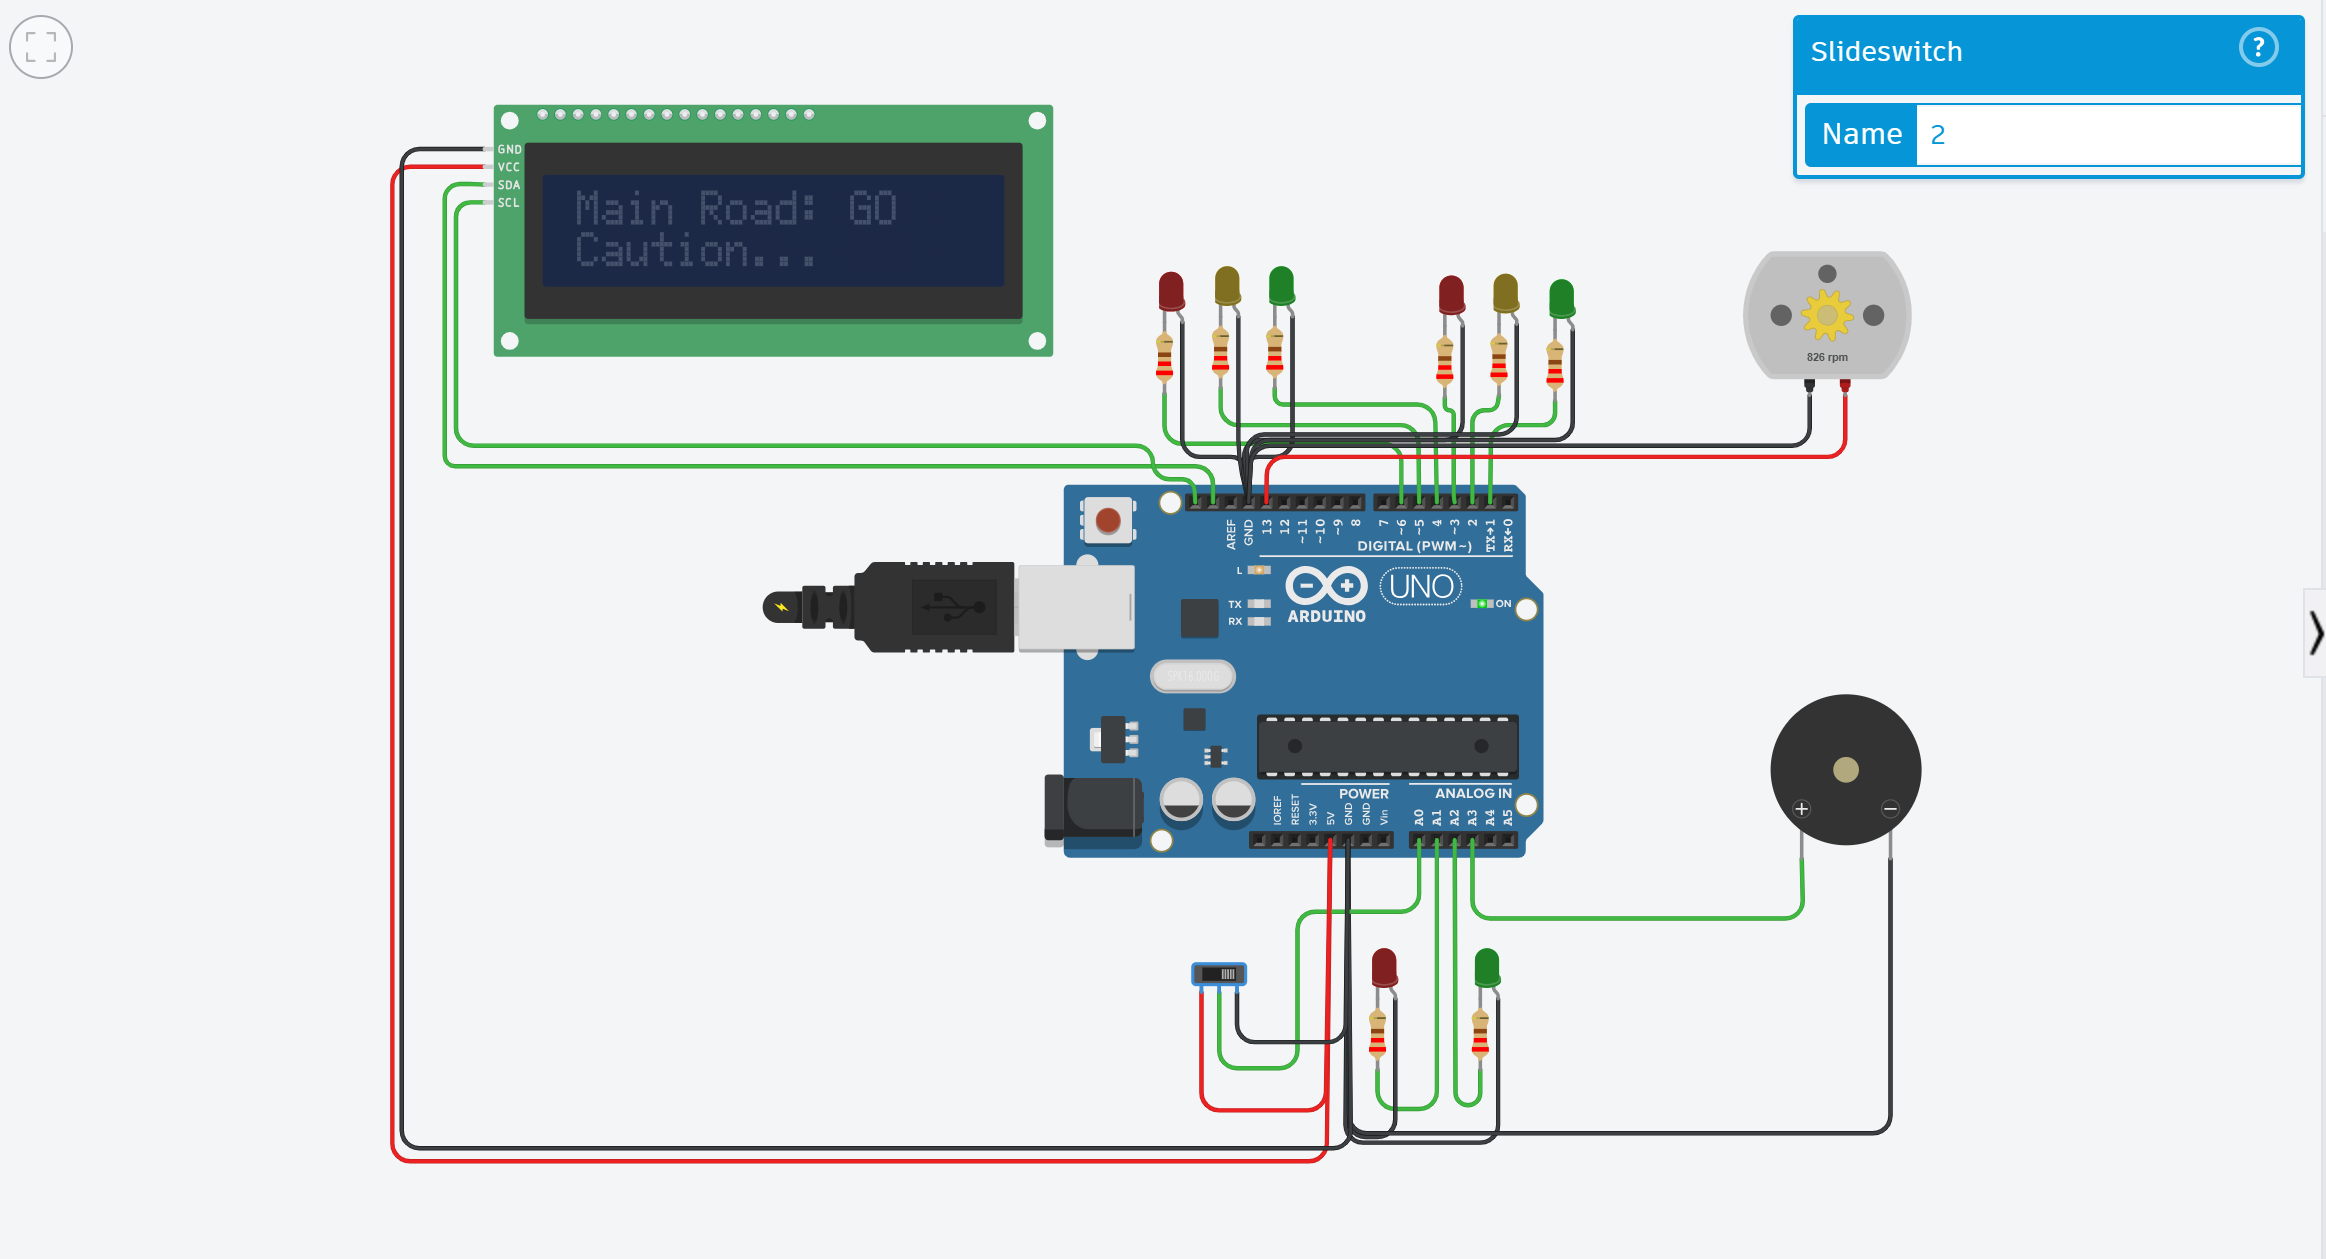 Slideswitch
?
Name 2
GND
VCC
SDA
SCL
Main Road: GO
Caution...
826 rpm
AREF
GND
13
12
~11
~10
~9
8
7
~6
~5
4
~3
2
TX→1
RX←0
DIGITAL (PWM~)
L
TX
RX
UNO
ARDUINO
ON
SPK16.000G
POWER
ANALOG IN
IOREF
RESET
3.3V
5V
GND
GND
Vin
A0
A1
A2
A3
A4
A5